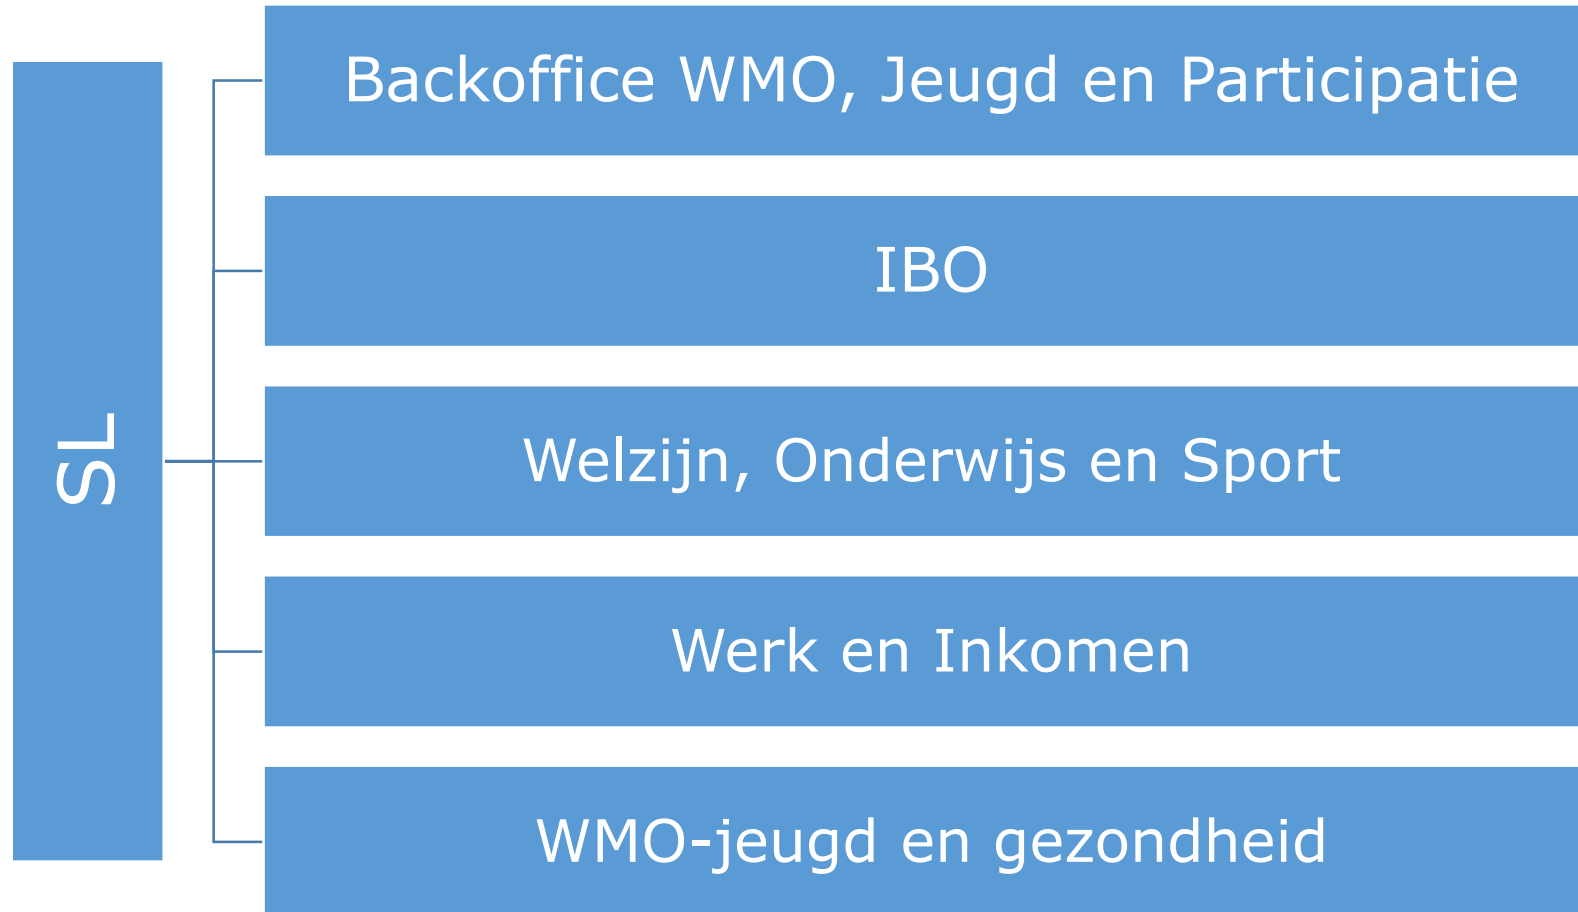 SL
Backoffice WMO, Jeugd en Participatie
IBO
Welzijn, Onderwijs en Sport
Werk en Inkomen
WMO-jeugd en gezondheid